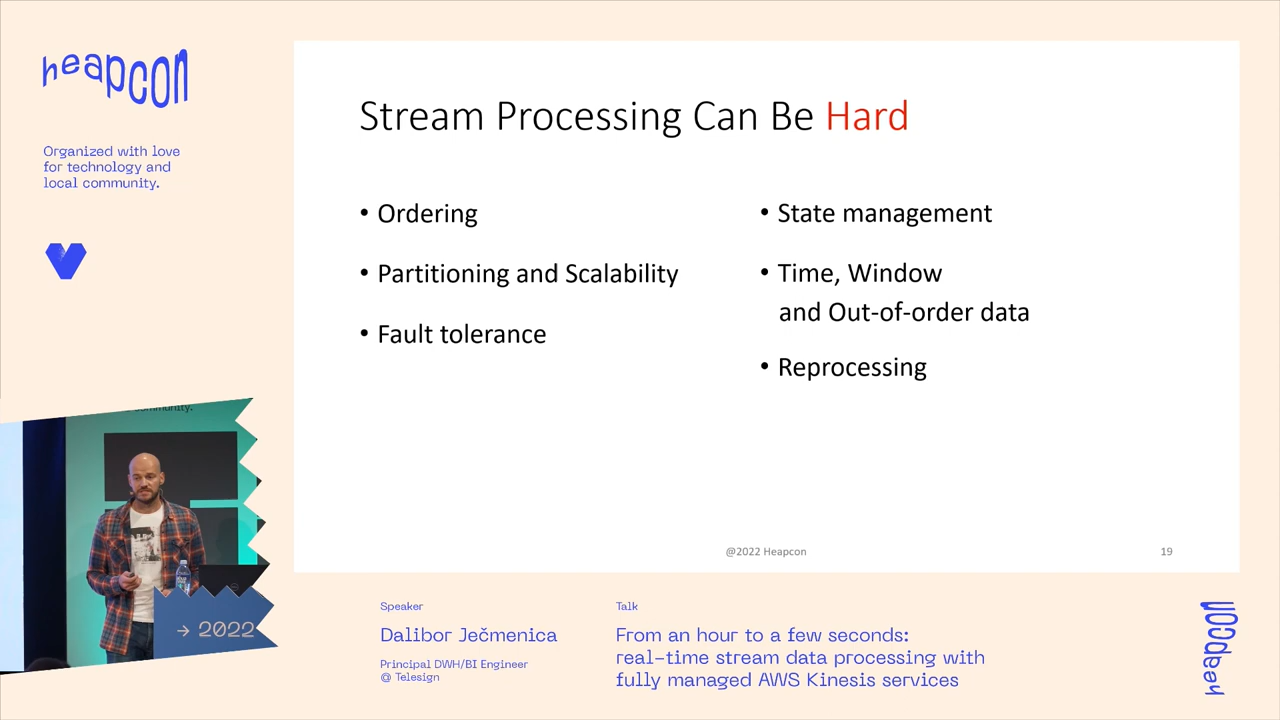 heapcon
Organized with love
for technology and
local community.
Stream Processing Can Be Hard
• Ordering
• Partitioning and Scalability
• Fault tolerance
• State management
• Time, Window
and Out-of-order data
• Reprocessing
@2022 Heapcon
19
community.
→ 2022
Speaker
Dalibor Ječmenica
Principal DWH/BI Engineer
@ Telesign
Talk
From an hour to a few seconds:
real-time stream data processing with
fully managed AWS Kinesis services
heapcon